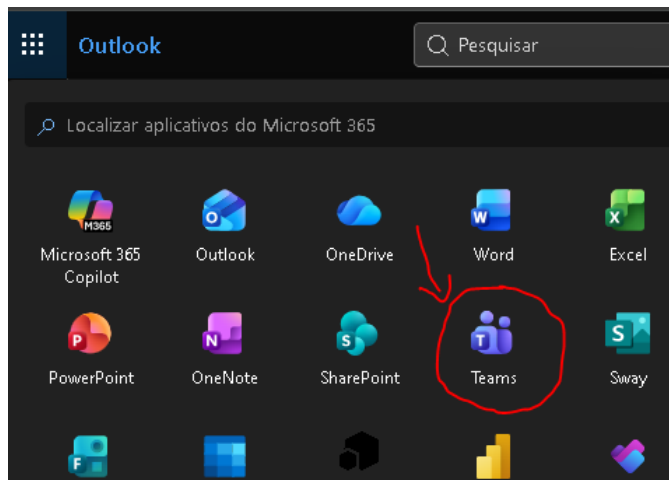 Outlook
Pesquisar
Localizar aplicativos do Microsoft 365
M365
Microsoft 365
Copilot
Outlook
OneDrive
Word
Excel
PowerPoint
OneNote
SharePoint
Teams
Sway